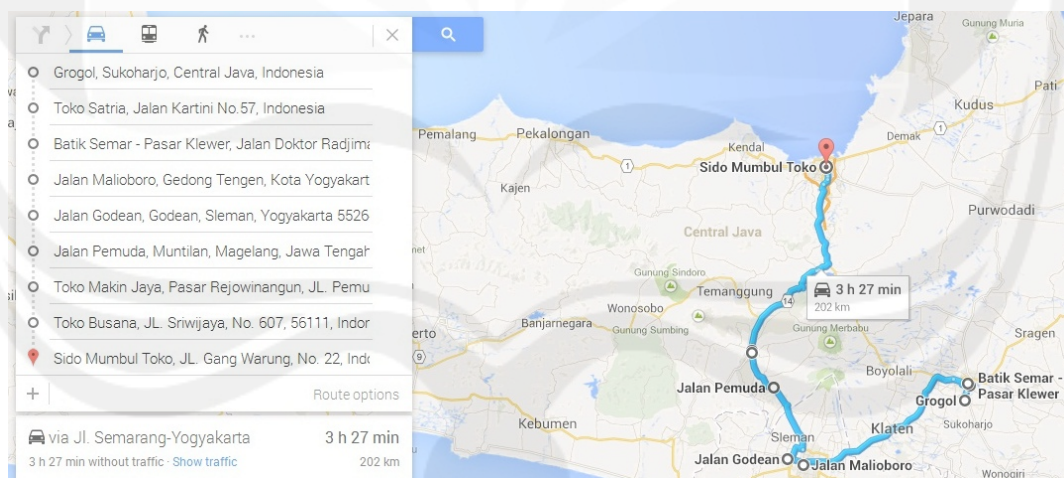 Grogol, Sukoharjo, Central Java, Indonesia
Toko Satria, Jalan Kartini No.57, Indonesia
Batik Semar - Pasar Klewer, Jalan Doktor Radjima
Jalan Malioboro, Gedong Tengen, Kota Yogyakart
Jalan Godean, Godean, Sleman, Yogyakarta 5526
Jalan Pemuda, Muntilan, Magelang, Jawa Tengah
Toko Makin Jaya, Pasar Rejowinangun, JL. Pemu
Toko Busana, JL. Sriwijaya, No. 607, 56111, Indor
Sido Mumbul Toko, JL. Gang Warung, No. 22, Indo
Route options
via Jl. Semarang-Yogyakarta 3 h 27 min
3 h 27 min without traffic · Show traffic 202 km
Jepara
Gunung Muria
Pati
Kudus
Demak
1
Pemalang
Pekalongan
Kendal
1
Sido Mumbul Toko
Kajen
Purwodadi
Central Java
Gunung Sindoro
Temanggung
3 h 27 min
202 km
14
Wonosobo
Banjarnegara
Gunung Sumbing
Gunung Merbabu
Sragen
erto
9
Boyolali
Batik Semar -
Pasar Klewer
Jalan Pemuda
Grogol
Sukoharjo
Kebumen
Klaten
Sleman
Jalan Godean
Jalan Malioboro
Wonogiri